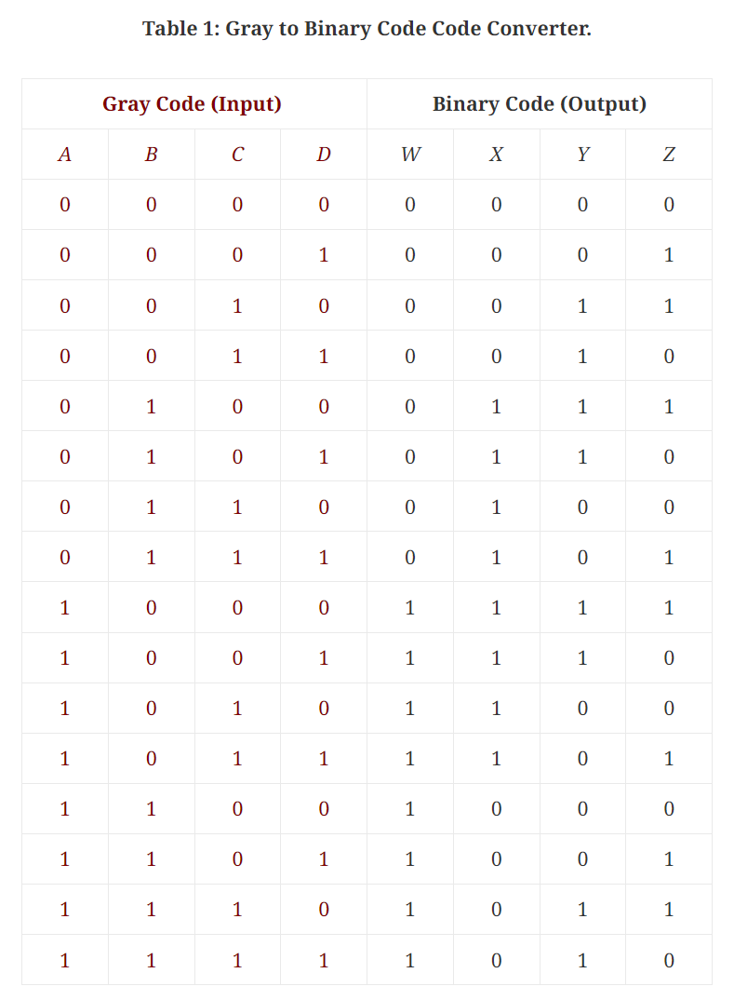 Table 1: Gray to Binary Code Code Converter.
Gray Code (Input) Binary Code (Output)
A B C D W X Y Z
0 0 0 0 0 0 0 0
0 0 0 1 0 0 0 1
0 0 1 0 0 0 1 1
0 0 1 1 0 0 1 0
0 1 0 0 0 1 1 1
0 1 0 1 0 1 1 0
0 1 1 0 0 1 0 0
0 1 1 1 0 1 0 1
1 0 0 0 1 1 1 1
1 0 0 1 1 1 1 0
1 0 1 0 1 1 0 0
1 0 1 1 1 1 0 1
1 1 0 0 1 0 0 0
1 1 0 1 1 0 0 1
1 1 1 0 1 0 1 1
1 1 1 1 1 0 1 0